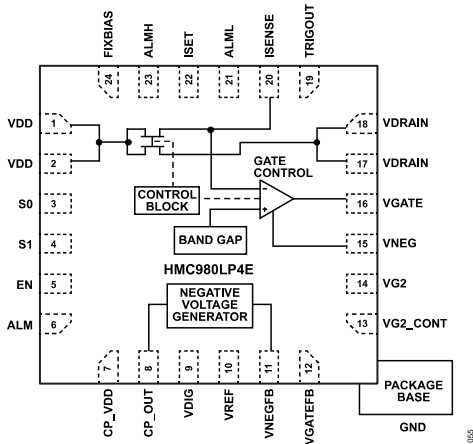 FIXBIAS
ALMH
ISET
ALML
ISENSE
TRIGOUT
24
23
22
21
20
19
VDD 1
18 VDRAIN
VDD 2
17 VDRAIN
GATE
CONTROL
S0 3
CONTROL
BLOCK
–
+
16 VGATE
S1 4
BAND GAP
15 VNEG
HMC980LP4E
EN 5
NEGATIVE
VOLTAGE
GENERATOR
14 VG2
ALM 6
13 VG2_CONT
7
8
9
10
11
12
CP_VDD
CP_OUT
VDIG
VREF
VNEGFB
VGATEFB
PACKAGE
BASE
GND
055